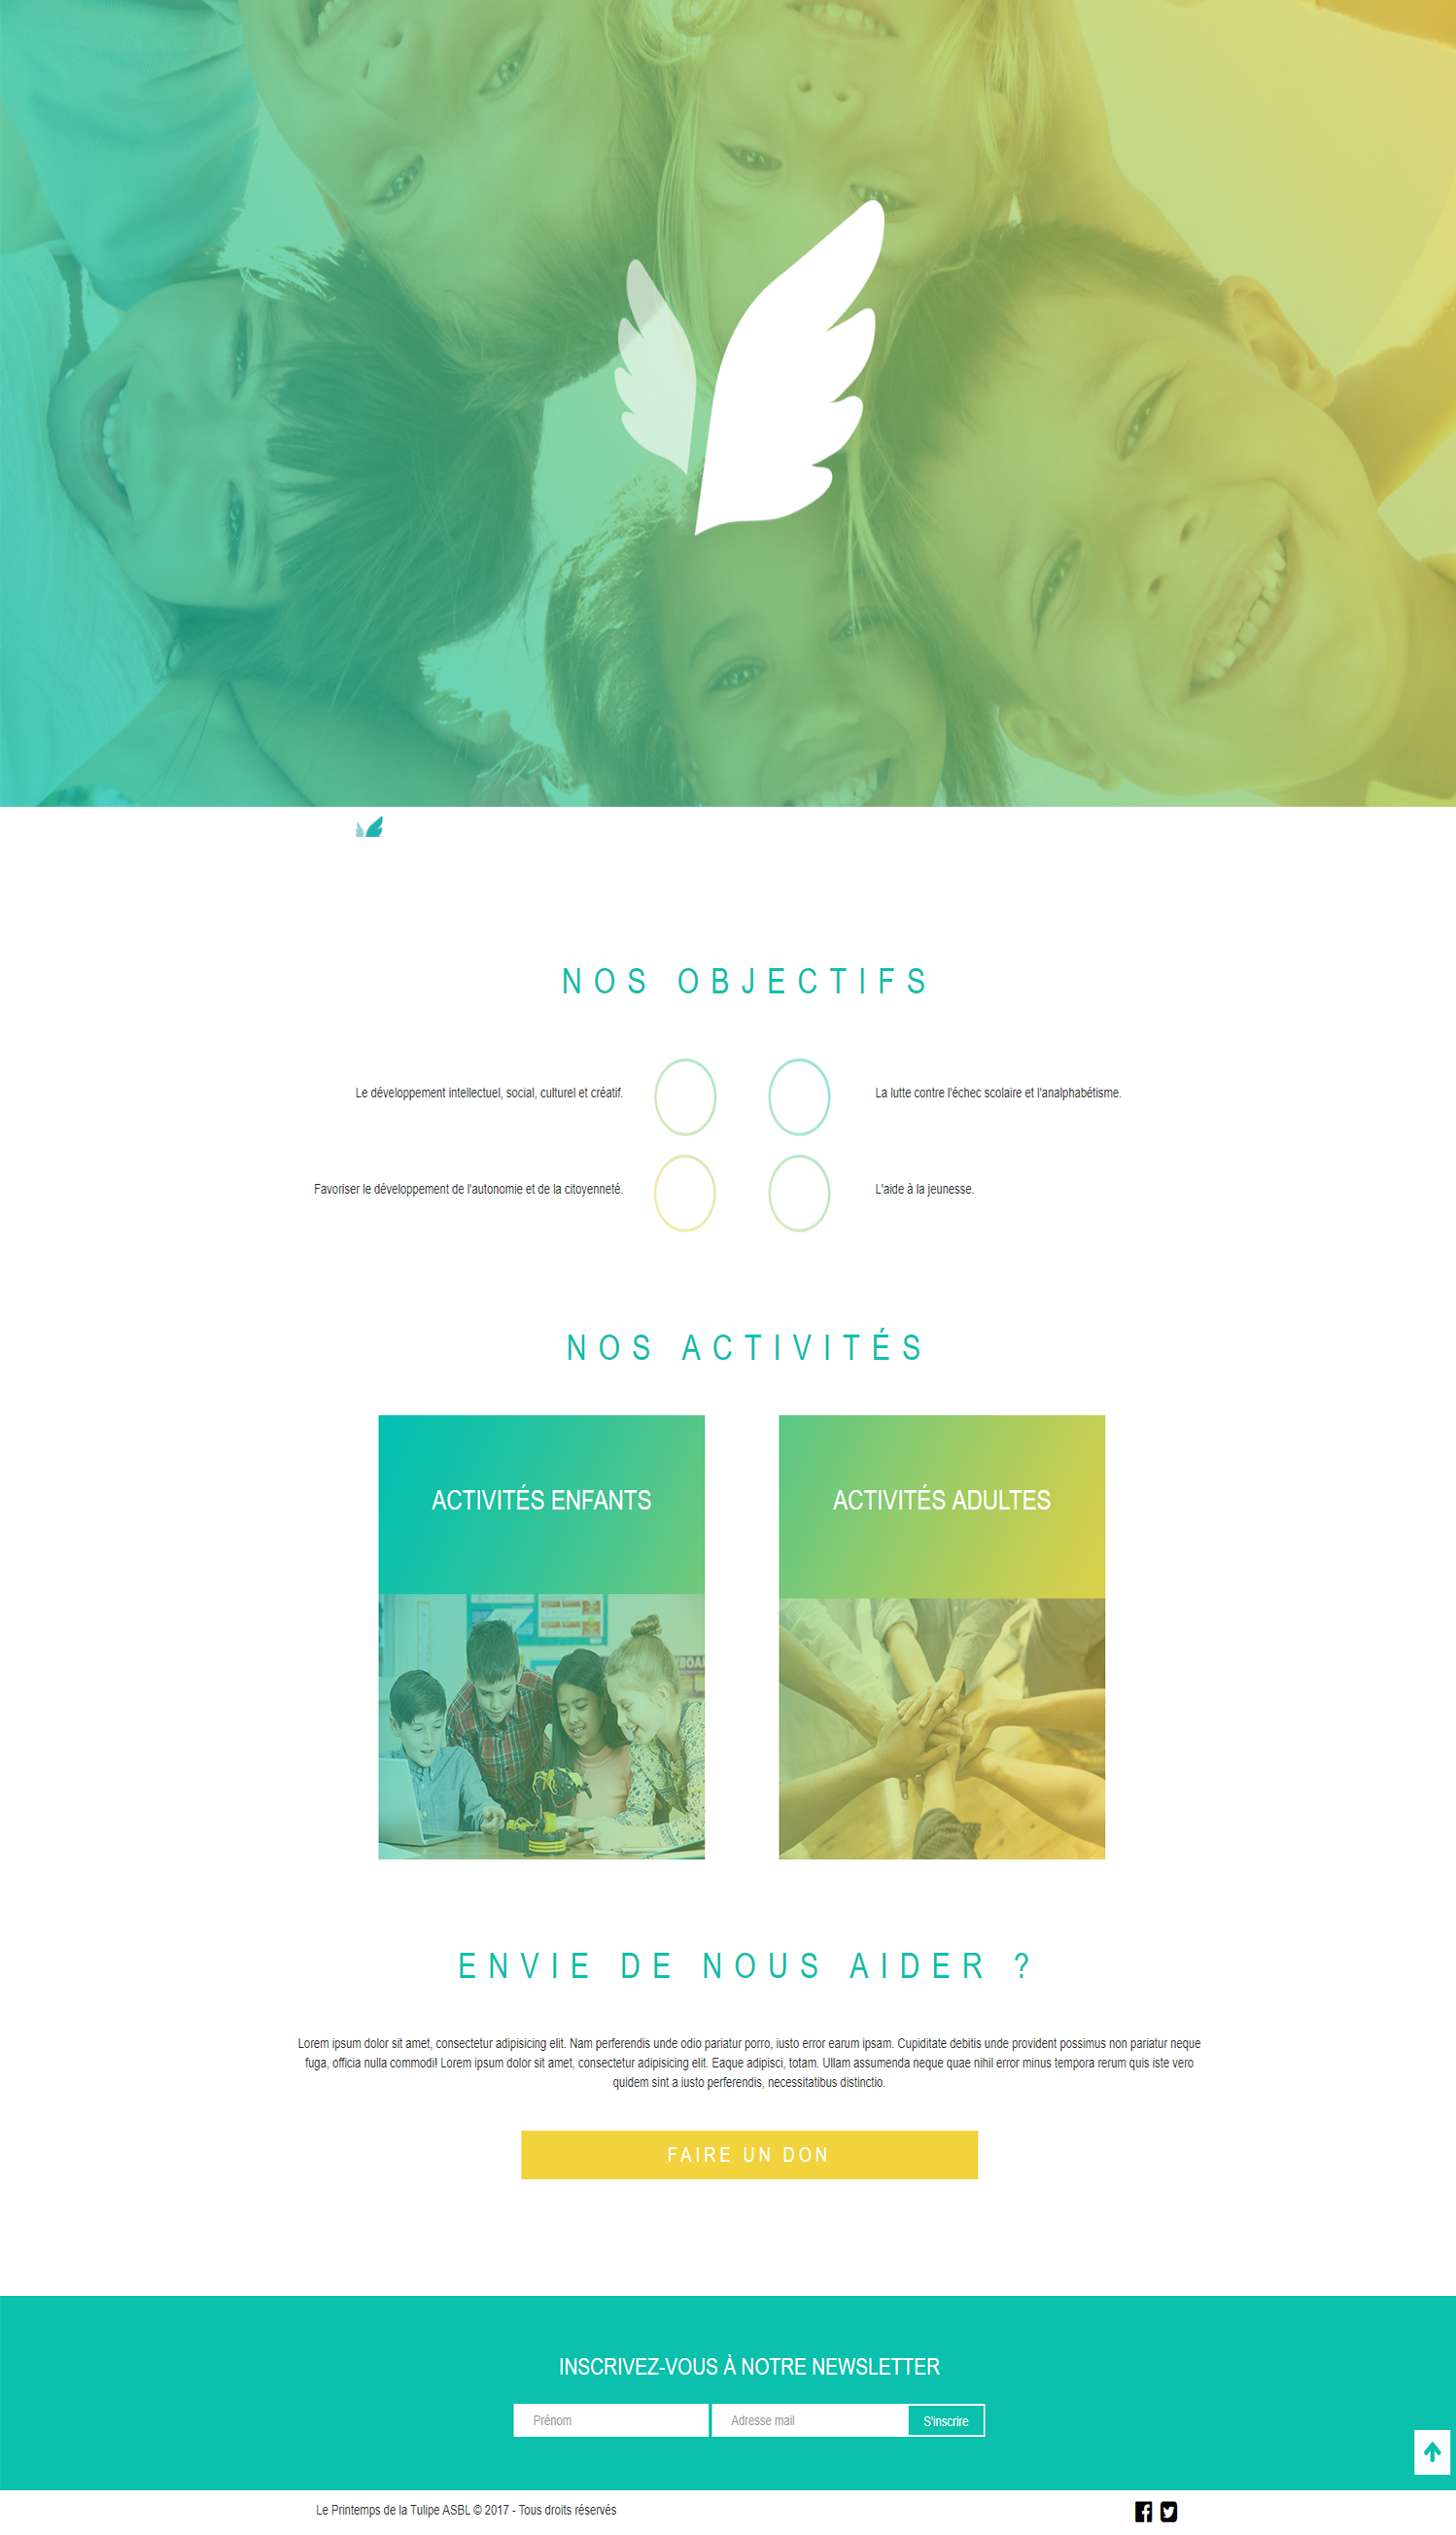 NOS OBJECTIFS
Le développement intellectuel, social, culturel et créatif.
La lutte contre l'échec scolaire et l'analphabétisme.
Favoriser le développement de l'autonomie et de la citoyenneté.
L'aide à la jeunesse.
NOS ACTIVITÉS
ACTIVITÉS ENFANTS
ACTIVITÉS ADULTES
ENVIE DE NOUS AIDER ?
Lorem ipsum dolor sit amet, consectetur adipisicing elit. Nam perferendis unde odio pariatur porro, iusto error earum ipsam. Cupiditate debitis unde provident possimus non pariatur neque
fuga, officia nulla commodi! Lorem ipsum dolor sit amet, consectetur adipisicing elit. Eaque adipisci, totam. Ullam assumenda neque quae nihil error minus tempora rerum quis iste vero
quidem sint a iusto perferendis, necessitatibus distinctio.
FAIRE UN DON
INSCRIVEZ-VOUS À NOTRE NEWSLETTER
Prénom
Adresse mail
S'inscrire
Le Printemps de la Tulipe ASBL © 2017 - Tous droits réservés